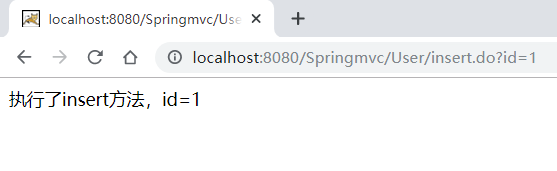 localhost:8080/Springmvc/Use
localhost:8080/Springmvc/User/insert.do?id=1
执行了insert方法，id=1